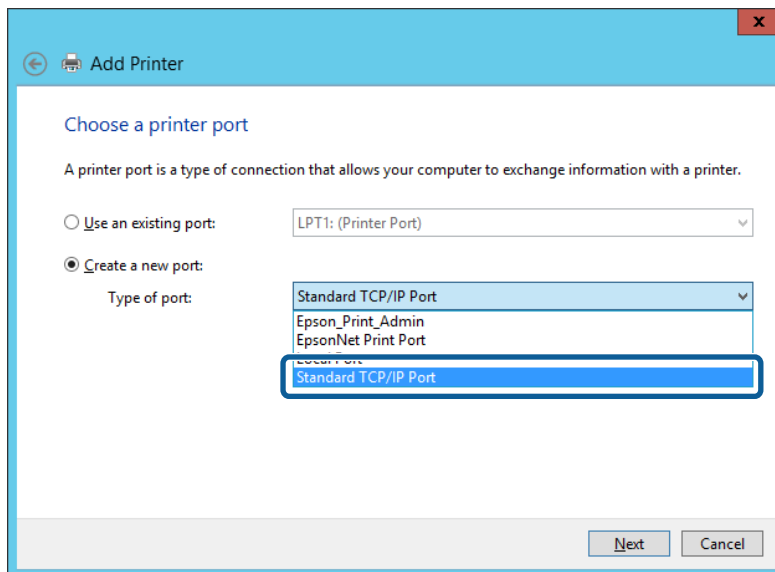 x
Add Printer
Choose a printer port
A printer port is a type of connection that allows your computer to exchange information with a printer.
Use an existing port: LPT1: (Printer Port)
Create a new port:
Type of port: Standard TCP/IP Port
Epson_Print_Admin
EpsonNet Print Port
Local Port
Standard TCP/IP Port
Next Cancel